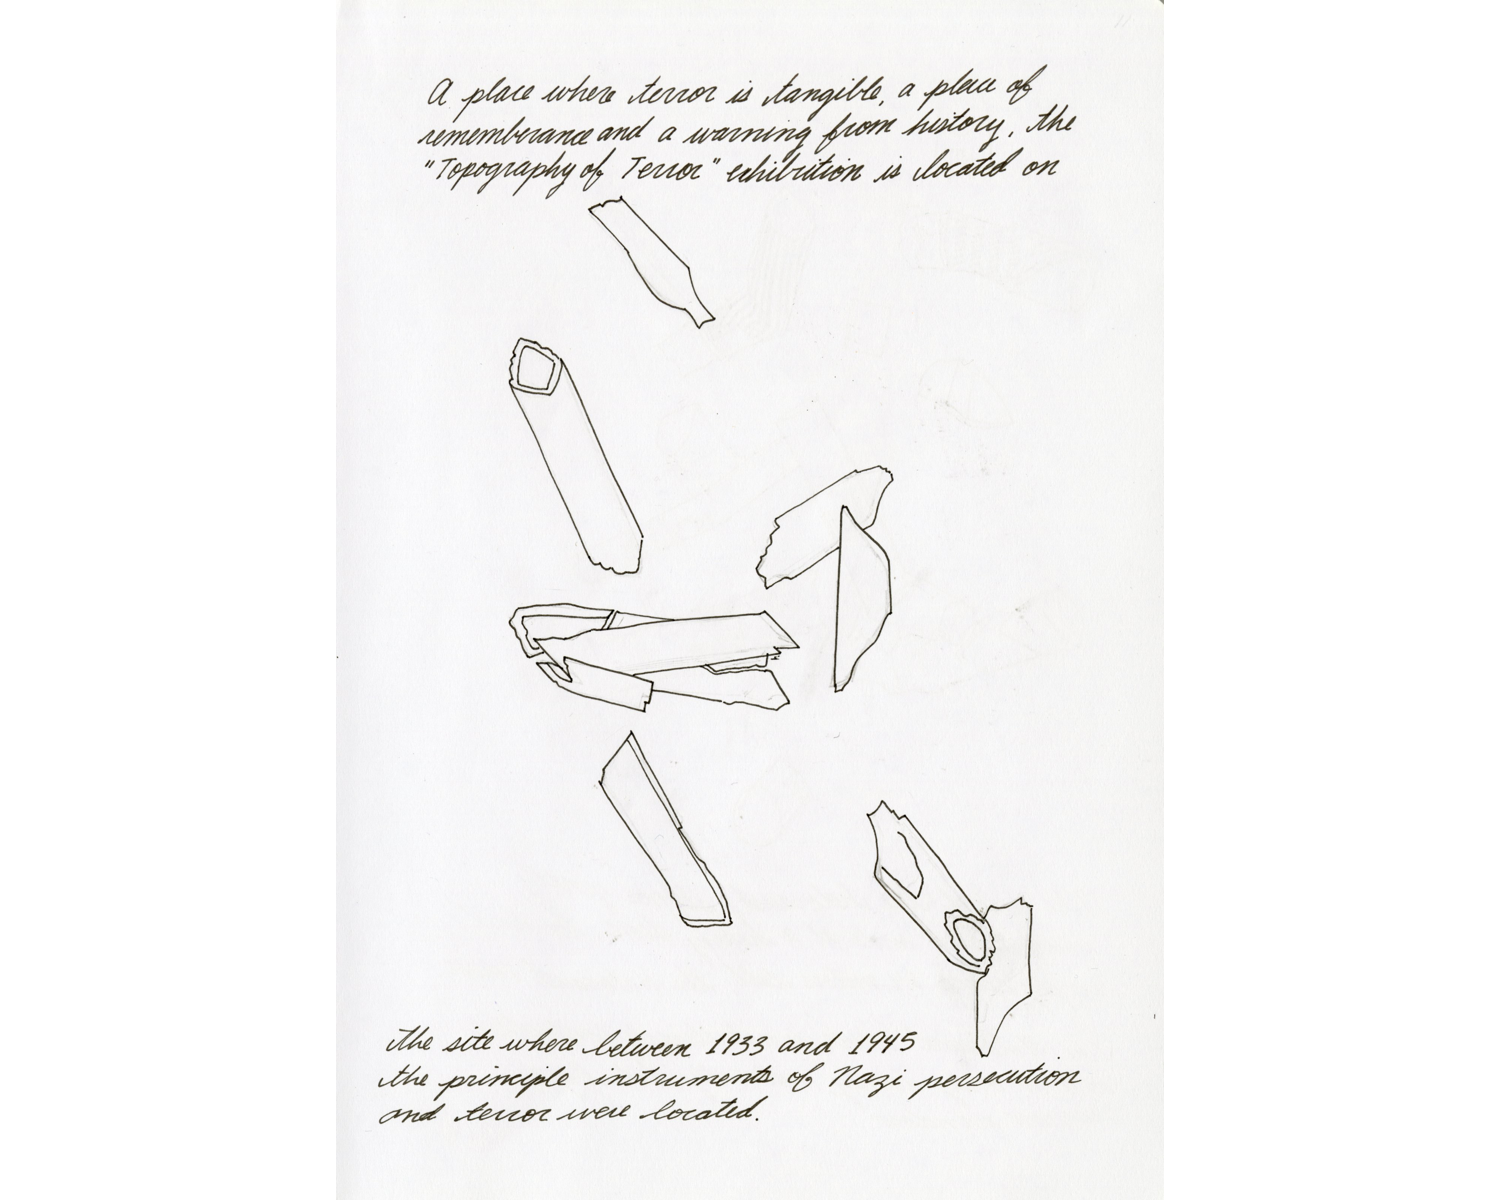 A place where terror is tangible, a place of
rememberance and a warning from history, the
"Topography of Terror" exhibition is located on
the site where between 1933 and 1945
the principle instruments of Nazi persecution
and terror were located.